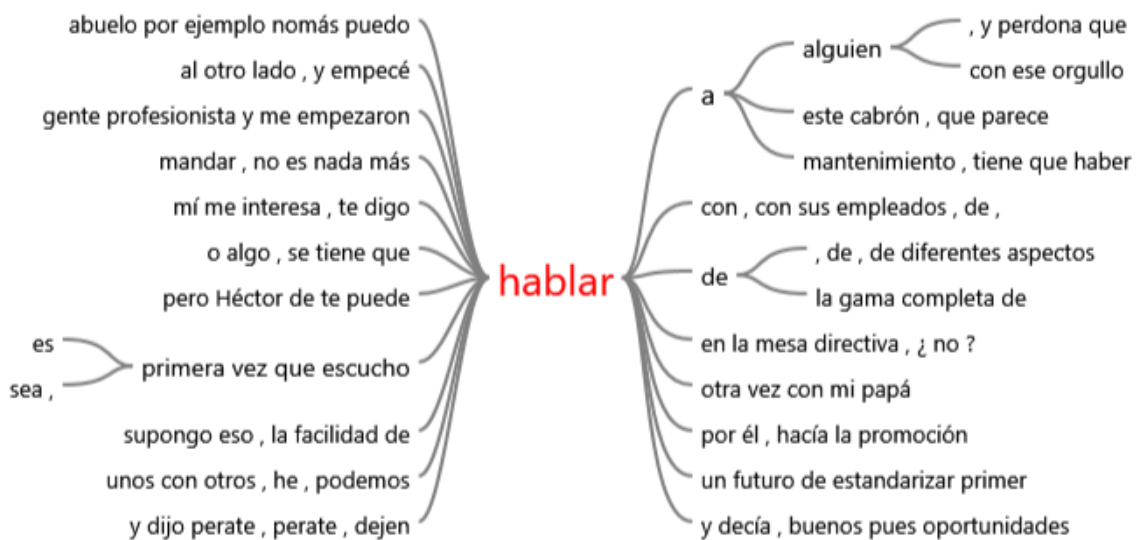 abuelo por ejemplo nomás puedo
al otro lado , y empecé
gente profesionista y me empezaron
mandar , no es nada más
mí me interesa , te digo
o algo , se tiene que
pero Héctor de te puede
es
sea ,
primera vez que escucho
supongo eso , la facilidad de
unos con otros , he , podemos
y dijo perate , perate , dejen
hablar
a
alguien
, y perdona que
con ese orgullo
este cabrón , que parece
mantenimiento , tiene que haber
con , con sus empleados , de ,
de
, de , de diferentes aspectos
la gama completa de
en la mesa directiva , ¿ no ?
otra vez con mi papá
por él , hacía la promoción
un futuro de estandarizar primer
y decía , buenos pues oportunidades